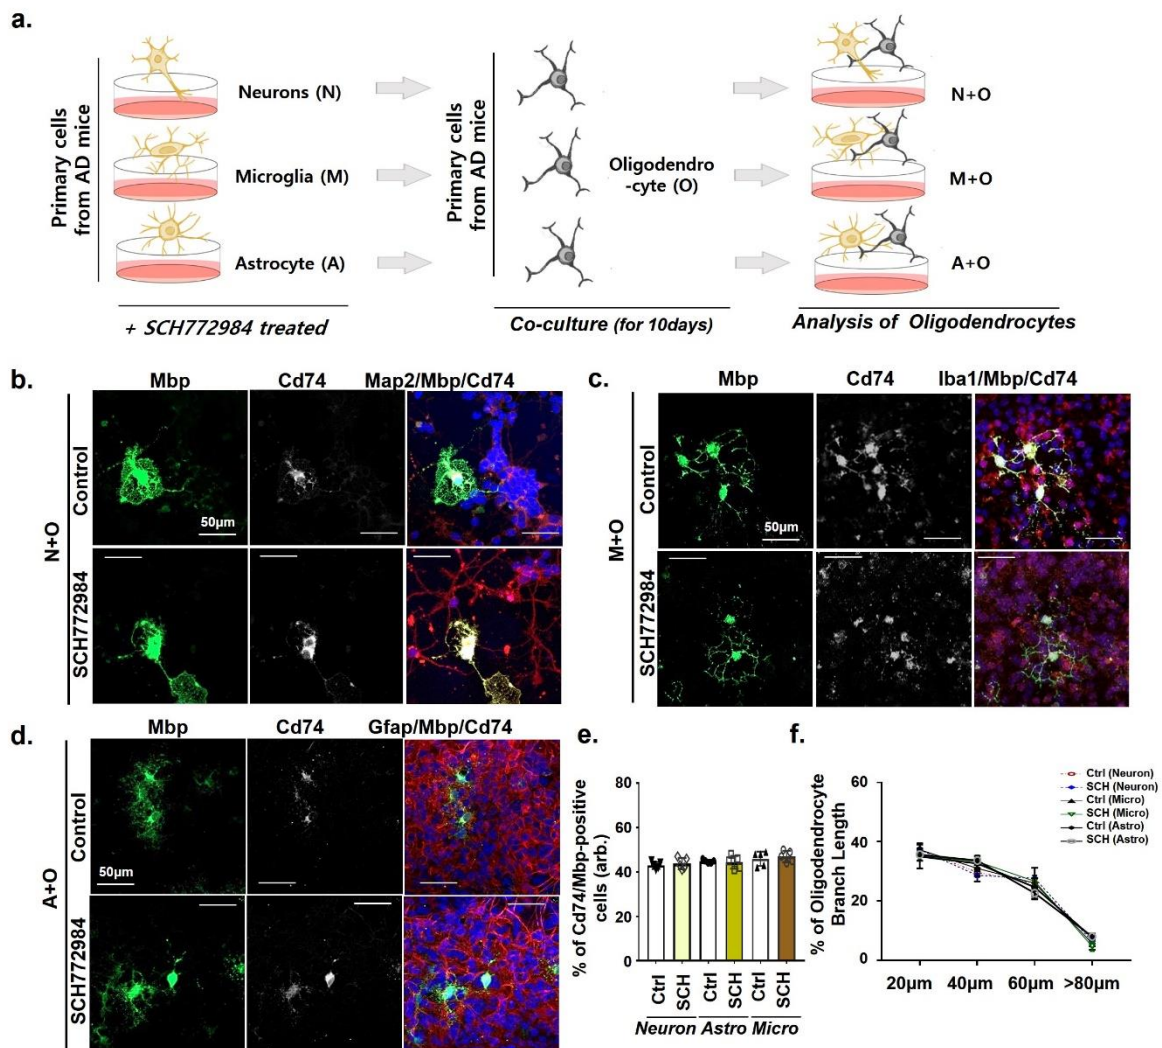 a.
Primary cells
from AD mice
Neurons (N)
Microglia (M)
Astrocyte (A)
+ SCH772984 treated
Primary cells
from AD mice
Oligodendro
-cyte (O)
Co-culture (for 10days)
N+O
M+O
A+O
Analysis of Oligodendrocytes
b.
Mbp Cd74 Map2/Mbp/Cd74
N+O
Control
50µm
SCH772984
c.
Mbp Cd74 Iba1/Mbp/Cd74
M+O
Control
50µm
SCH772984
d.
Mbp Cd74 Gfap/Mbp/Cd74
A+O
Control
50µm
SCH772984
e.
% of Cd74/Mbp-positive
cells (arb.)
80
60
40
20
0
Ctrl SCH Ctrl SCH Ctrl SCH
Neuron Astro Micro
f.
% of Oligodendrocyte
Branch Length
60
40
20
0
20µm 40µm 60µm >80µm
Ctrl (Neuron)
SCH (Neuron)
Ctrl (Micro)
SCH (Micro)
Ctrl (Astro)
SCH (Astro)